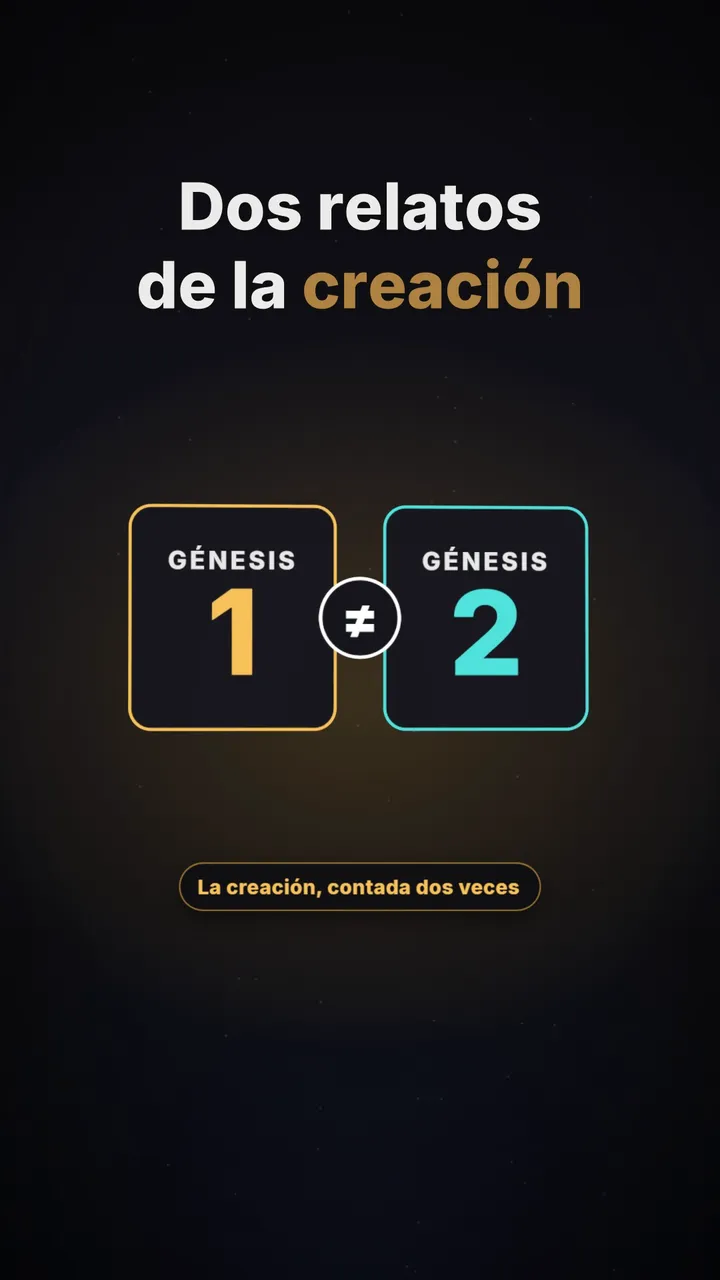 Dos relatos
de la creación
GÉNESIS
1
≠
GÉNESIS
2
La creación, contada dos veces